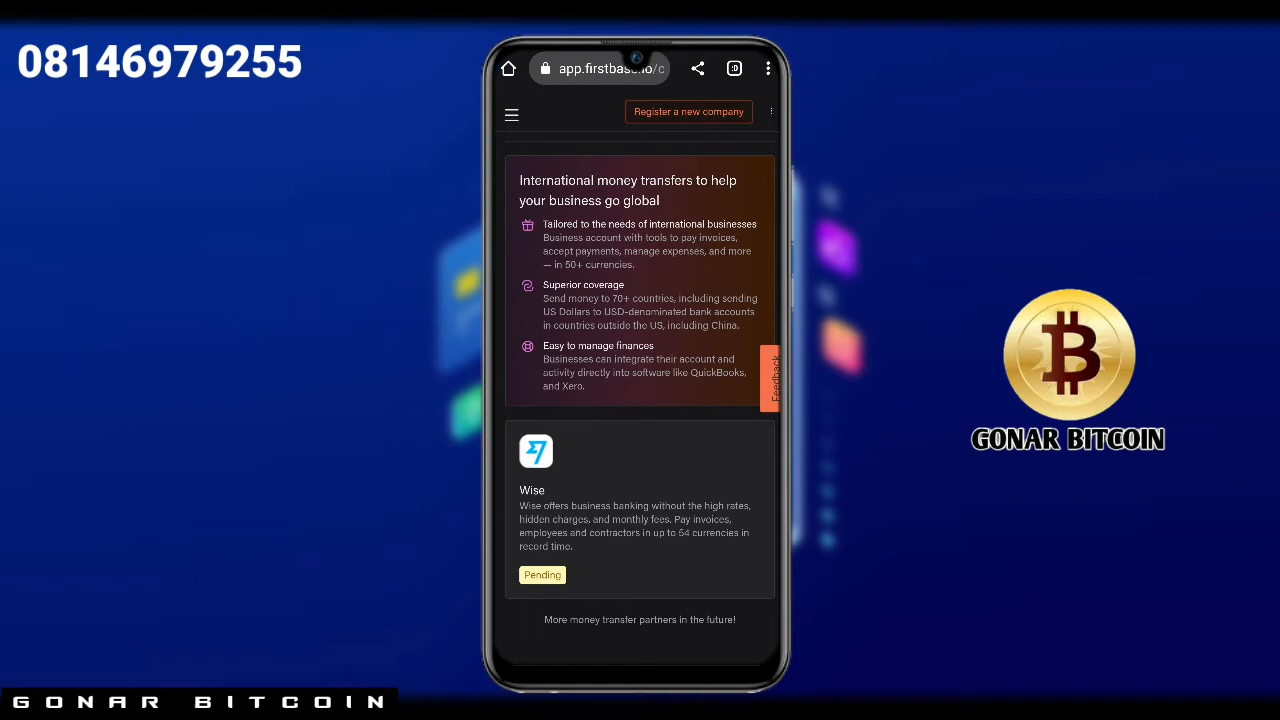 08146979255
app.firstbase.io/c
:D
Register a new company
International money transfers to help
your business go global
Tailored to the needs of international businesses
Business account with tools to pay invoices,
accept payments, manage expenses, and more
— in 50+ currencies.
Superior coverage
Send money to 70+ countries, including sending
US Dollars to USD-denominated bank accounts
in countries outside the US, including China.
Easy to manage finances
Businesses can integrate their account and
activity directly into software like QuickBooks,
and Xero.
Feedback
Wise
Wise offers business banking without the high rates,
hidden charges, and monthly fees. Pay invoices,
employees and contractors in up to 54 currencies in
record time.
Pending
More money transfer partners in the future!
GONAR BITCOIN
GONAR BITCOIN